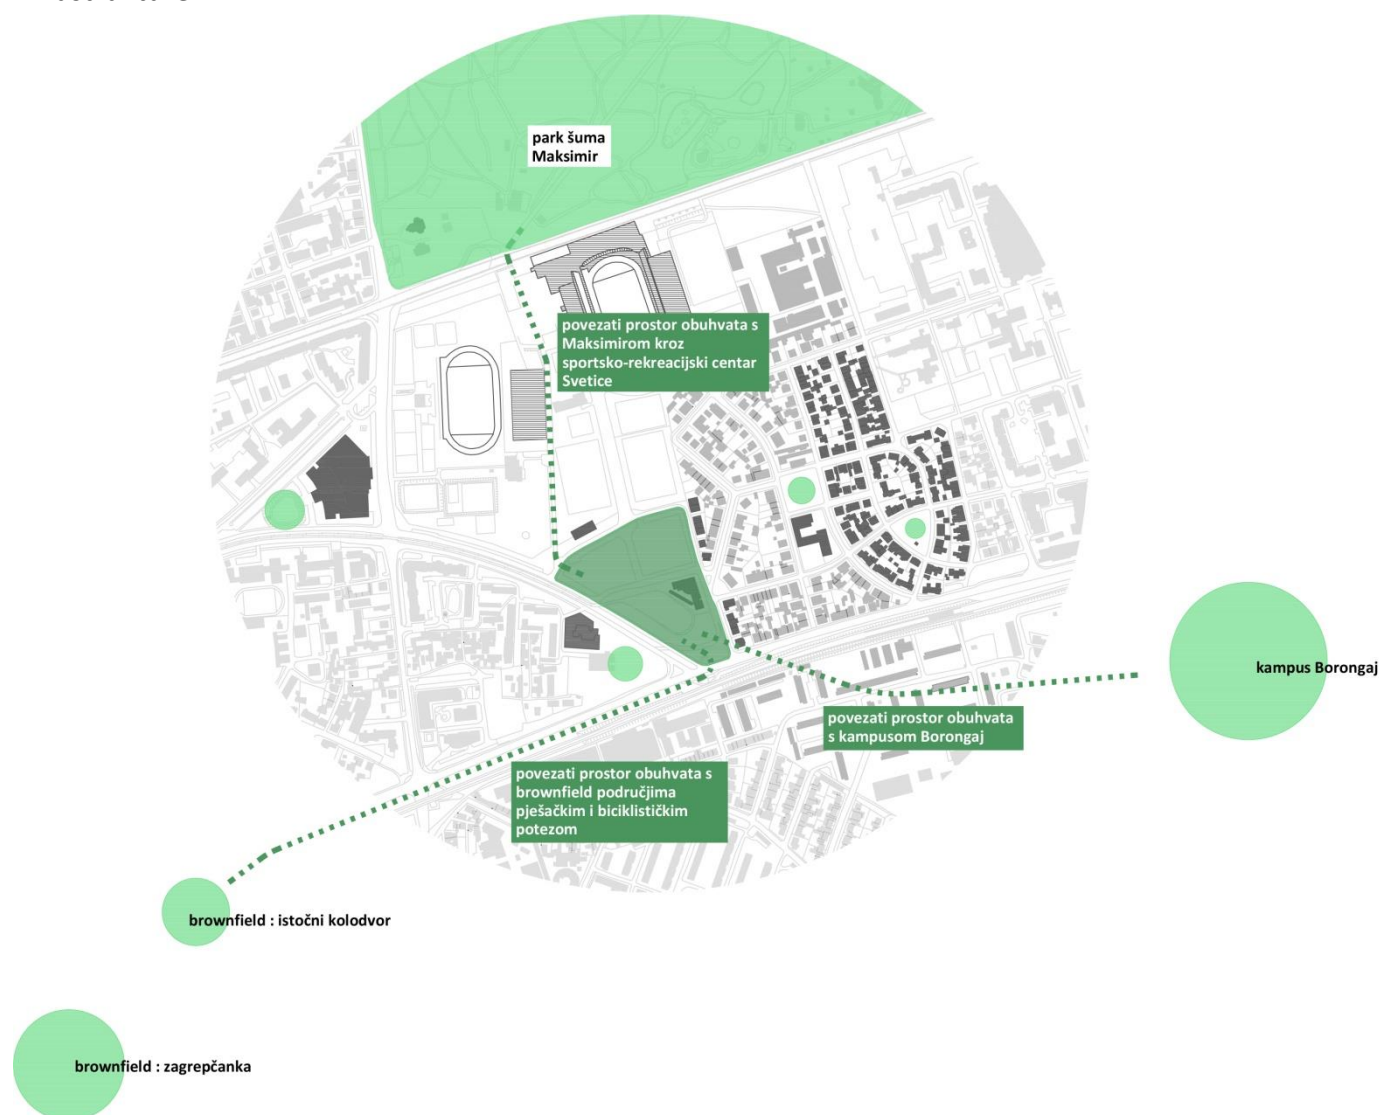 park šuma
Maksimir
povezati prostor obuhvata s
Maksimirom kroz
sportsko-rekreacijski centar
Svetice
kampus Borongaj
povezati prostor obuhvata
s kampusom Borongaj
povezati prostor obuhvata s
brownfield područjima
pješačkim i biciklističkim
potezom
brownfield : istočni kolodvor
brownfield : zagrepčanka